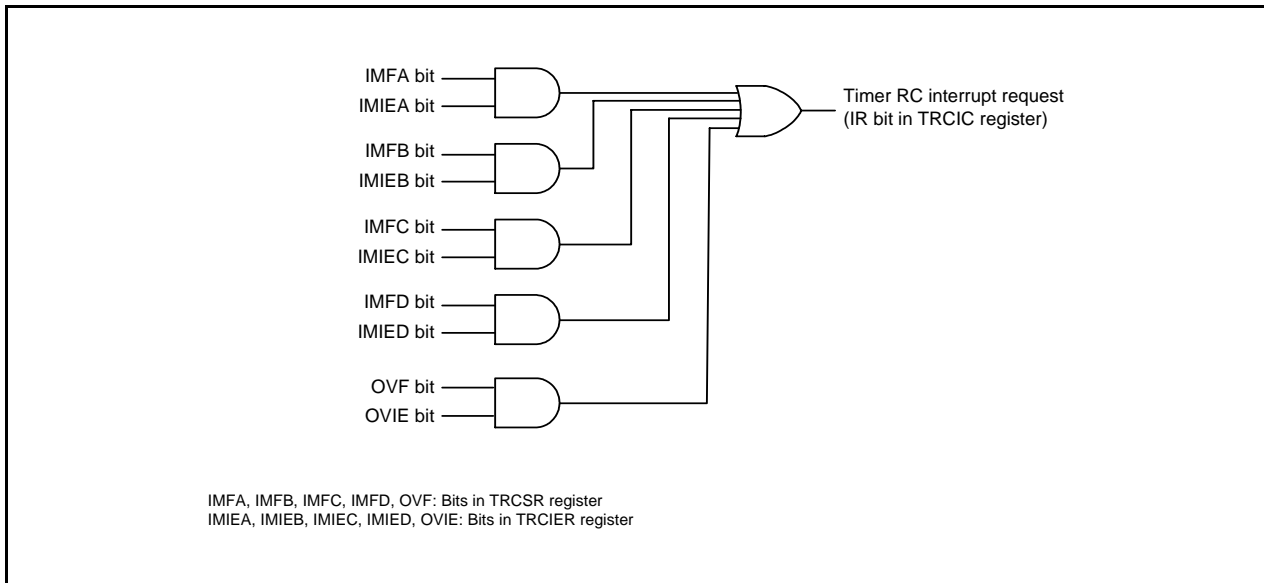 IMFA bit
IMIEA bit
IMFB bit
IMIEB bit
IMFC bit
IMIEC bit
IMFD bit
IMIED bit
OVF bit
OVIE bit
Timer RC interrupt request
(IR bit in TRCIC register)
IMFA, IMFB, IMFC, IMFD, OVF: Bits in TRCSR register
IMIEA, IMIEB, IMIEC, IMIED, OVIE: Bits in TRCIER register